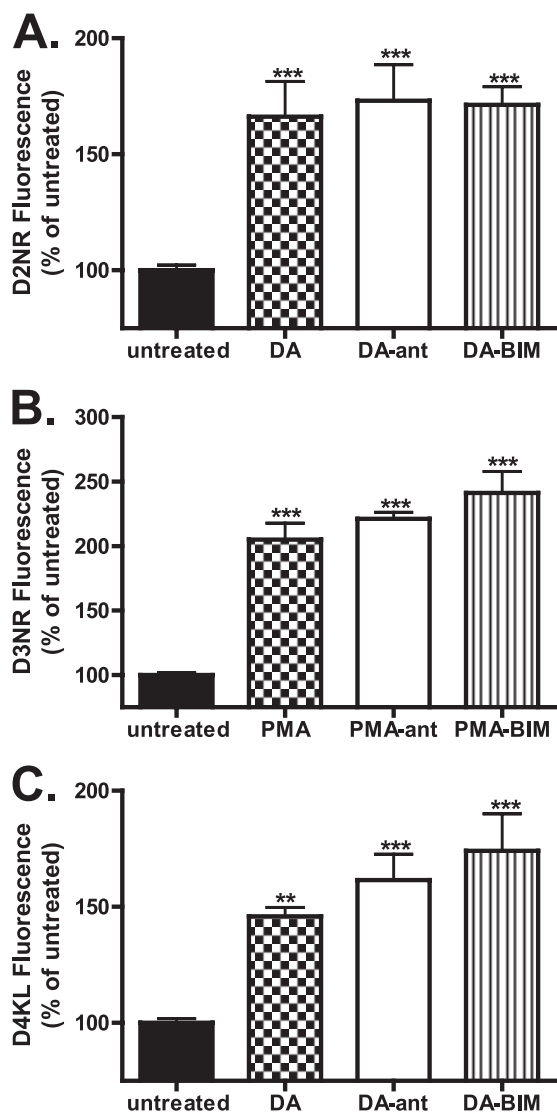 A.
D2NR Fluorescence
(% of untreated)
200
150
100
***
***
***
untreated DA DA-ant DA-BIM
B.
D3NR Fluorescence
(% of untreated)
300
250
200
150
100
***
***
***
untreated PMA PMA-ant PMA-BIM
C.
D4KL Fluorescence
(% of untreated)
200
150
100
**
***
***
untreated DA DA-ant DA-BIM